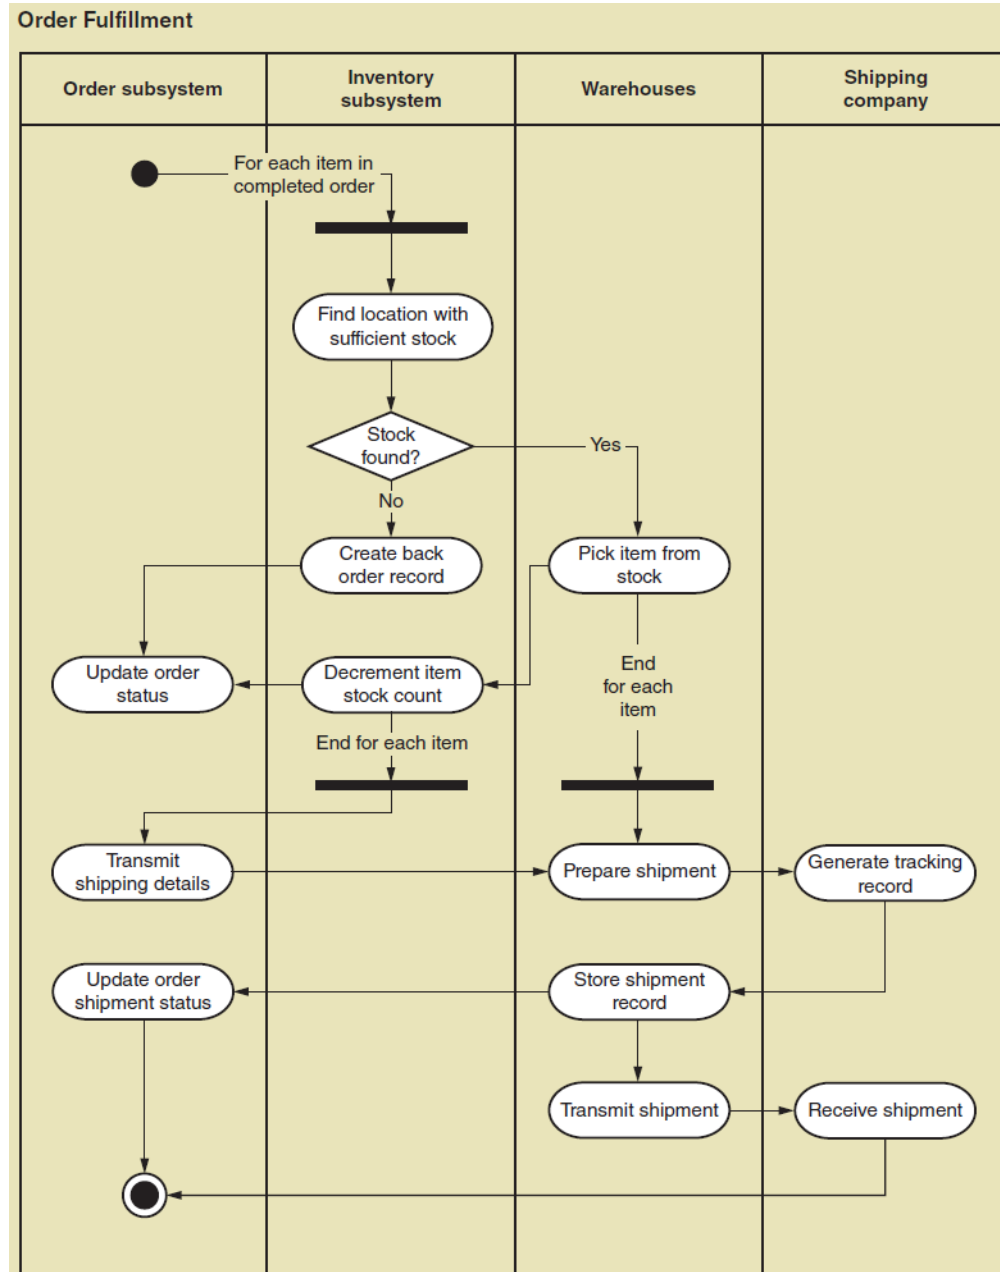 Order Fulfillment
Order subsystem
Inventory
subsystem
Warehouses
Shipping
company
For each item in
completed order
Find location with
sufficient stock
Stock
found?
Yes
No
Create back
order record
Pick item from
stock
Update order
status
Decrement item
stock count
End
for each
item
End for each item
Transmit
shipping details
Prepare shipment
Generate tracking
record
Update order
shipment status
Store shipment
record
Transmit shipment
Receive shipment